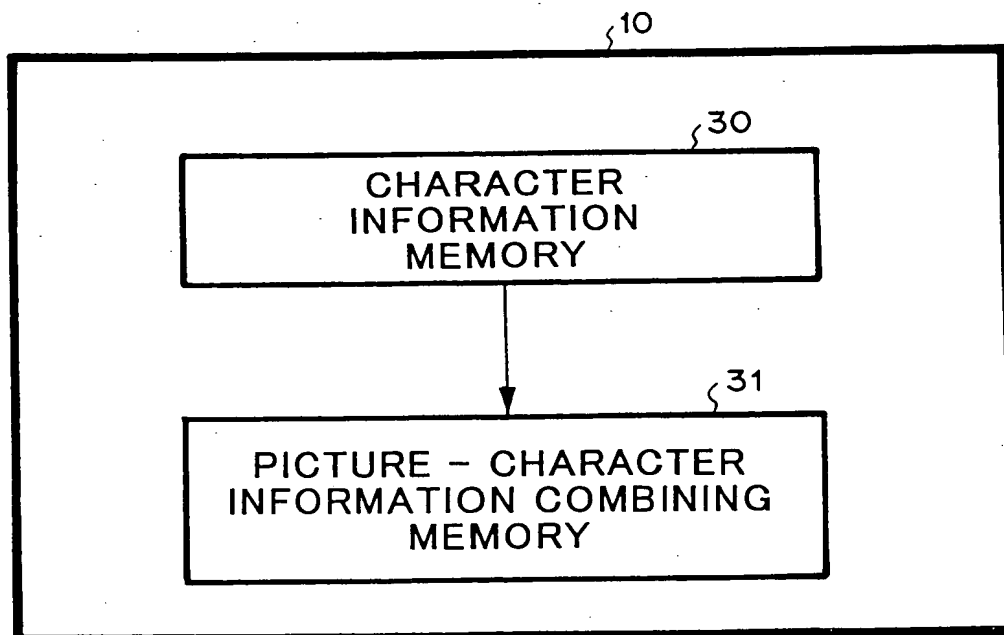 10
30
CHARACTER
INFORMATION
MEMORY
31
PICTURE – CHARACTER
INFORMATION COMBINING
MEMORY